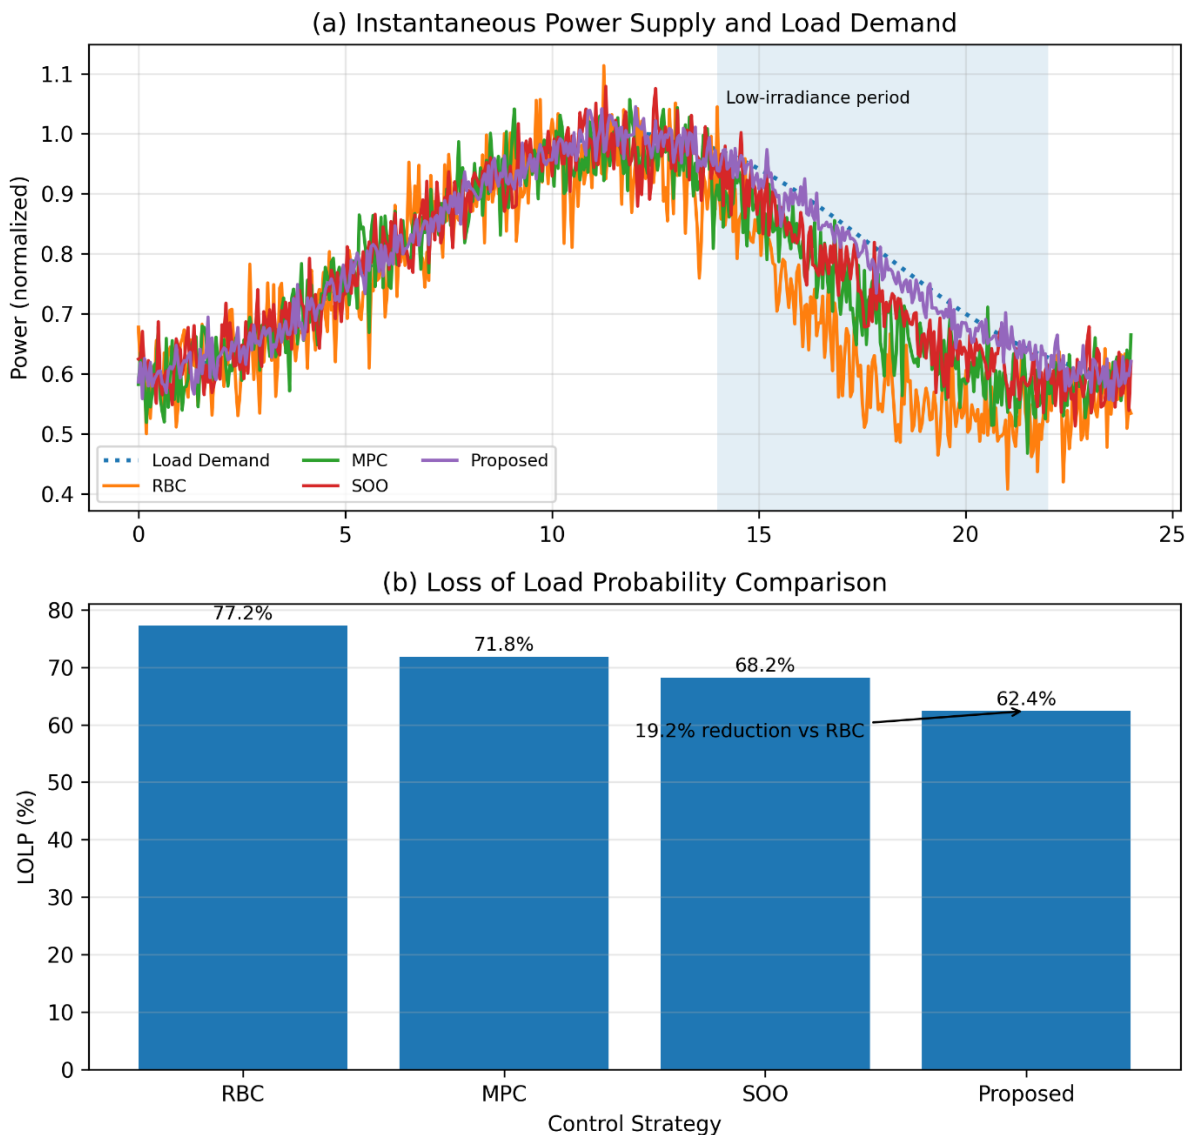 (a) Instantaneous Power Supply and Load Demand
Power (normalized)
1.1
1.0
0.9
0.8
0.7
0.6
0.5
0.4
Low-irradiance period
Load Demand
RBC
MPC
SOO
Proposed
0 5 10 15 20 25
(b) Loss of Load Probability Comparison
LOLP (%)
80
70
60
50
40
30
20
10
0
77.2%
71.8%
68.2%
62.4%
19.2% reduction vs RBC
RBC MPC SOO Proposed
Control Strategy